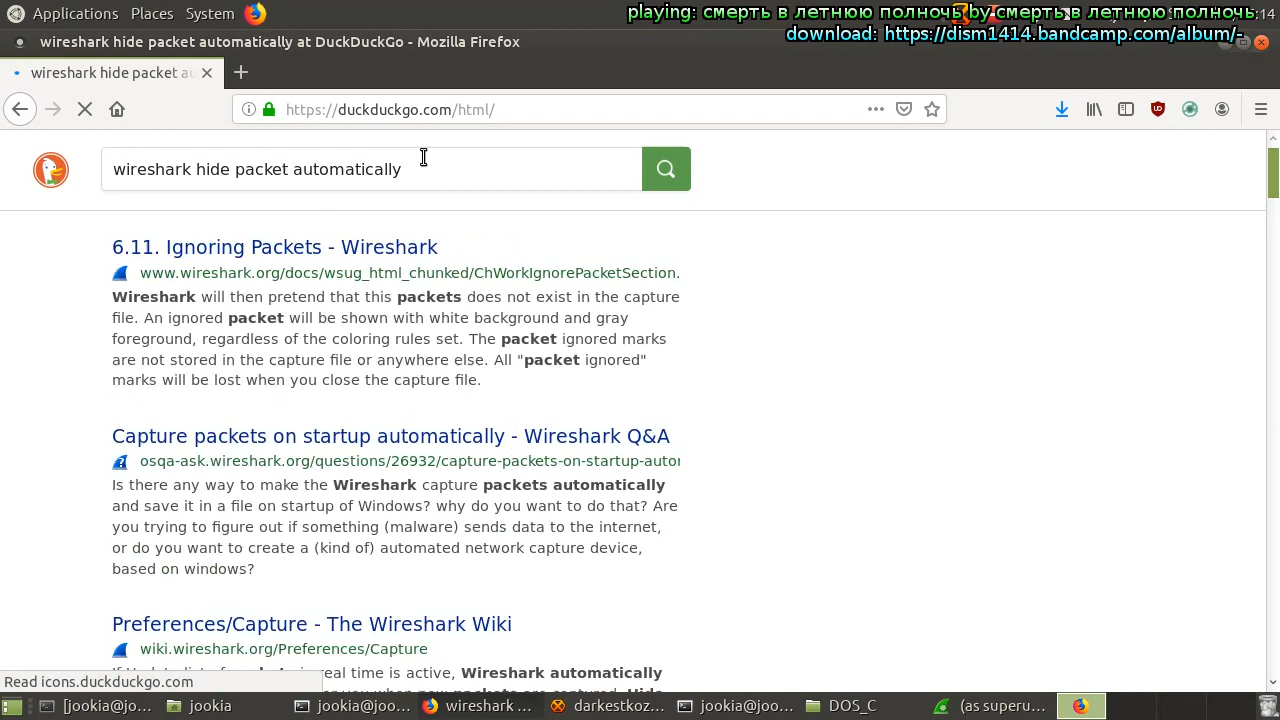 Applications Places System
playing: смерть в летнюю полночь by смерть в летнюю полночь
:14
download: https://dism1414.bandcamp.com/album/-
wireshark hide packet automatically at DuckDuckGo - Mozilla Firefox
wireshark hide packet au
https://duckduckgo.com/html/
wireshark hide packet automatically
6.11. Ignoring Packets - Wireshark
www.wireshark.org/docs/wsug_html_chunked/ChWorkIgnorePacketSection.
Wireshark will then pretend that this packets does not exist in the capture
file. An ignored packet will be shown with white background and gray
foreground, regardless of the coloring rules set. The packet ignored marks
are not stored in the capture file or anywhere else. All "packet ignored"
marks will be lost when you close the capture file.
Capture packets on startup automatically - Wireshark Q&A
osqa-ask.wireshark.org/questions/26932/capture-packets-on-startup-autor
Is there any way to make the Wireshark capture packets automatically
and save it in a file on startup of Windows? why do you want to do that? Are
you trying to figure out if something (malware) sends data to the internet,
or do you want to create a (kind of) automated network capture device,
based on windows?
Preferences/Capture - The Wireshark Wiki
wiki.wireshark.org/Preferences/Capture
real time is active, Wireshark automatically
Read icons.duckduckgo.com
[jookia@jo... jookia jookia@jo... wireshark ... darkestkoz... jookia@joo... DOS_C (as superu...